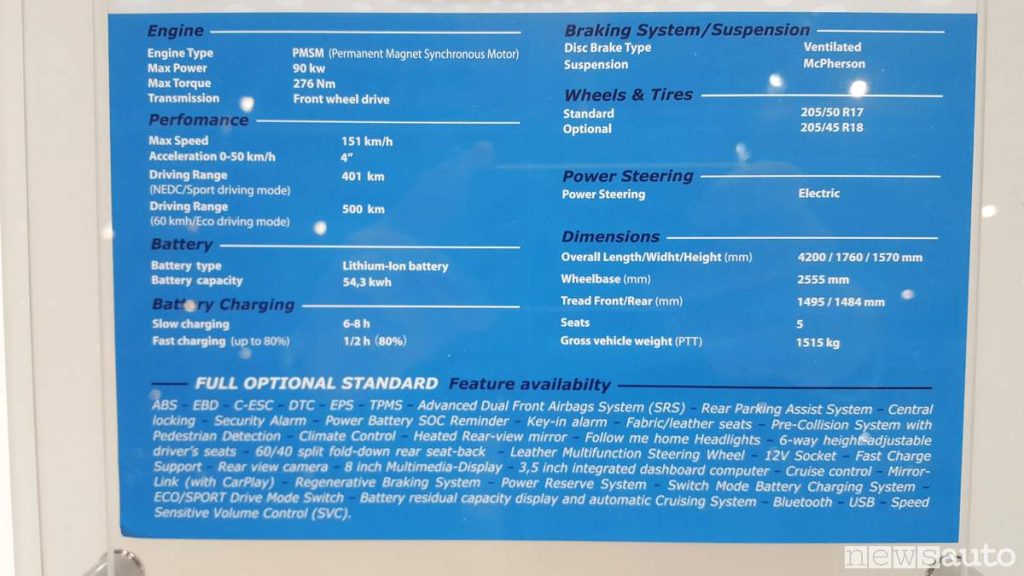 Engine
Engine Type PMSM (Permanent Magnet Synchronous Motor)
Max Power 90 kw
Max Torque 276 Nm
Transmission Front wheel drive
Perfomance
Max Speed 151 km/h
Acceleration 0-50 km/h 4”
Driving Range 401 km
(NEDC/Sport driving mode)
Driving Range 500 km
(60 kmh/Eco driving mode)
Battery
Battery type Lithium-Ion battery
Battery capacity 54,3 kwh
Battery Charging
Slow charging 6-8 h
Fast charging (up to 80%) 1/2 h (80%)
Braking System/Suspension
Disc Brake Type Ventilated
Suspension McPherson
Wheels & Tires
Standard 205/50 R17
Optional 205/45 R18
Power Steering
Power Steering Electric
Dimensions
Overall Length/Widht/Height (mm) 4200 / 1760 / 1570 mm
Wheelbase (mm) 2555 mm
Tread Front/Rear (mm) 1495 / 1484 mm
Seats 5
Gross vehicle weight (PTT) 1515 kg
FULL OPTIONAL STANDARD Feature availabilty
ABS – EBD – C-ESC – DTC – EPS – TPMS – Advanced Dual Front Airbags System (SRS) – Rear Parking Assist System – Central
locking – Security Alarm – Power Battery SOC Reminder – Key-in alarm – Fabric/leather seats – Pre-Collision System with
Pedestrian Detection – Climate Control – Heated Rear-view mirror – Follow me home Headlights – 6-way height adjustable
driver's seats – 60/40 split fold-down rear seat-back – Leather Multifunction Steering Wheel – 12V Socket – Fast Charge
Support – Rear view camera – 8 inch Multimedia-Display – 3,5 inch integrated dashboard computer – Cruise control – Mirror-
Link (with CarPlay) – Regenerative Braking System – Power Reserve System – Switch Mode Battery Charging System –
ECO/SPORT Drive Mode Switch – Battery residual capacity display and automatic Cruising System – Bluetooth – USB – Speed
Sensitive Volume Control (SVC).
newsauto